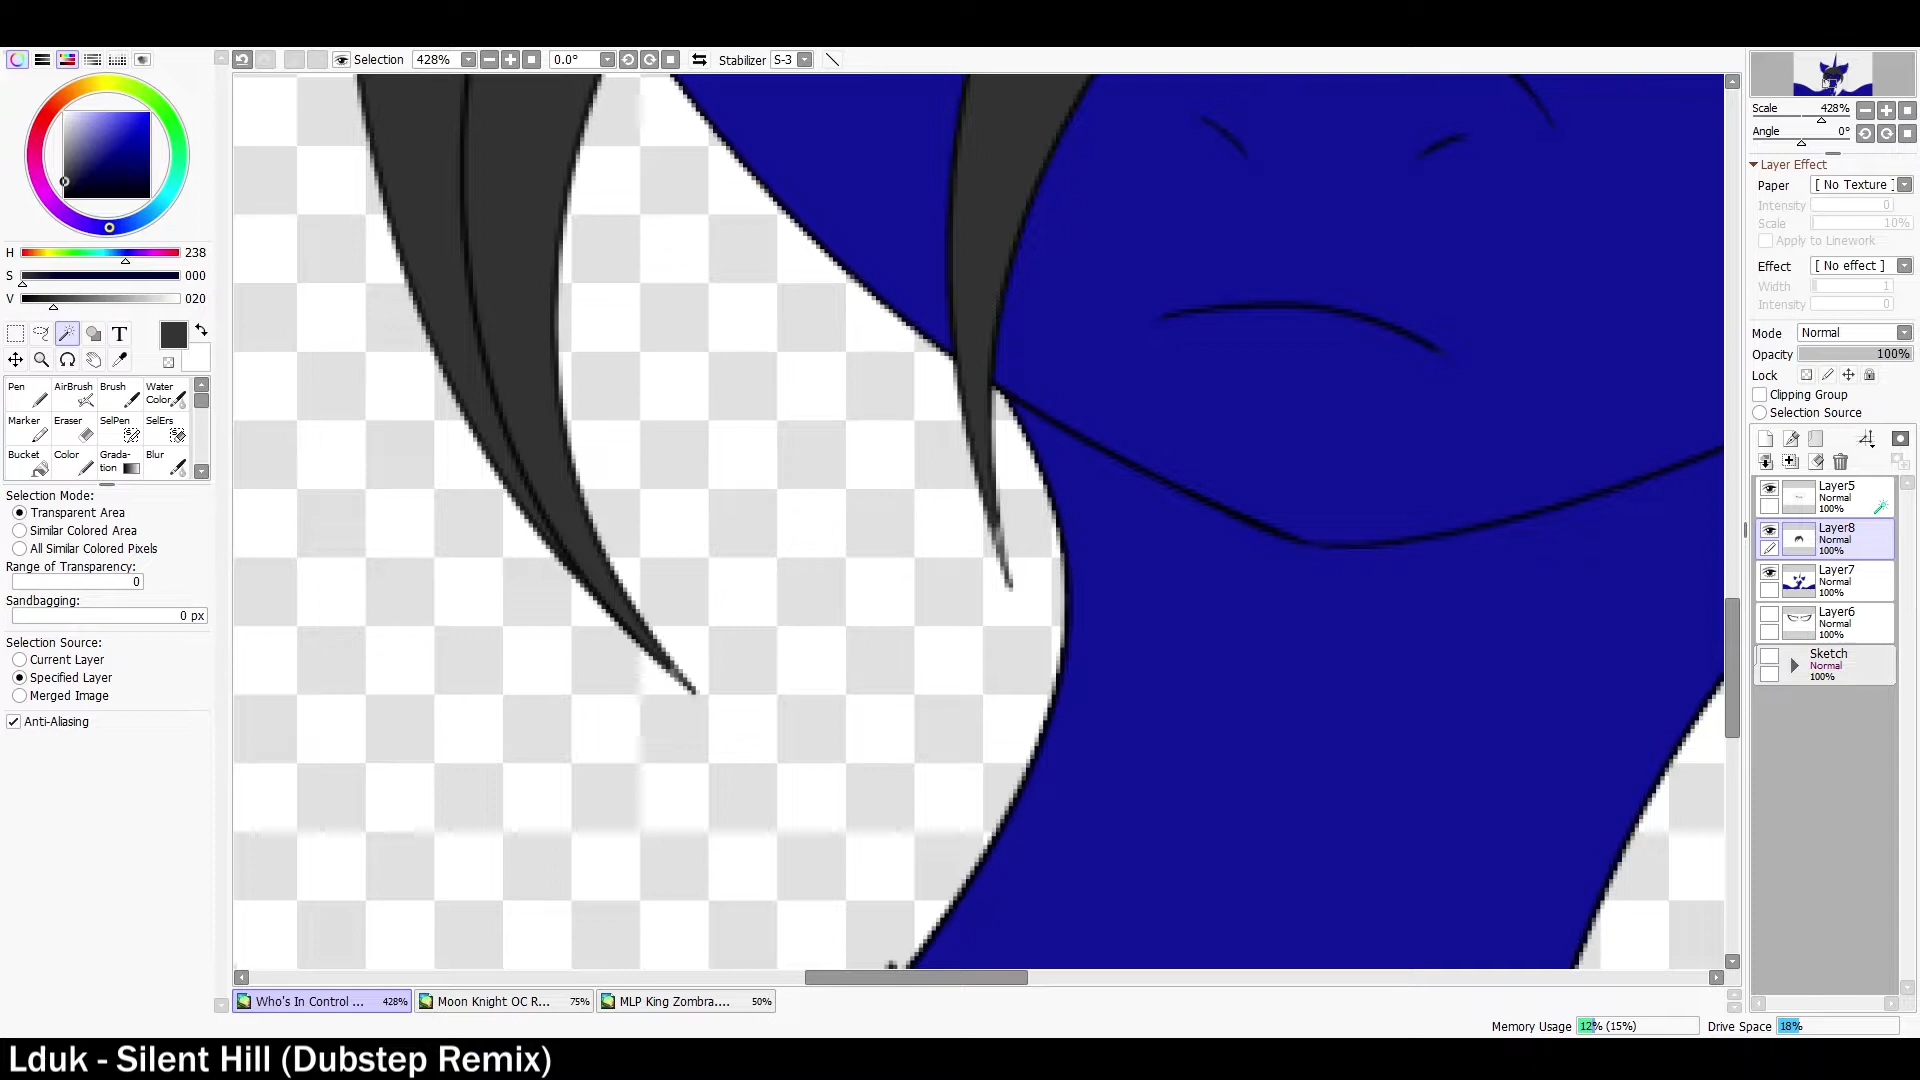 Selection 428% 0.0° Stabilizer S-3
H 238
S 000
V 020
T
Pen AirBrush Brush Water Color
Marker Eraser SelPen SelErs
Bucket Color Grada-tion Blur
Selection Mode:
Transparent Area
Similar Colored Area
All Similar Colored Pixels
Range of Transparency:
0
Sandbagging:
0 px
Selection Source:
Current Layer
Specified Layer
Merged Image
Anti-Aliasing
Scale 428%
Angle 0°
Layer Effect
Paper [ No Texture ]
Intensity 0
Scale 10%
Apply to Linework
Effect [ No effect ]
Width 1
Intensity 0
Mode Normal
Opacity 100%
Lock
Clipping Group
Selection Source
Layer5
Normal
100%
Layer8
Normal
100%
Layer7
Normal
100%
Layer6
Normal
100%
Sketch
Normal
100%
Who's In Control ... 428% Moon Knight OC R... 75% MLP King Zombra.... 50%
Memory Usage 12% (15%) Drive Space 18%
Lduk - Silent Hill (Dubstep Remix)